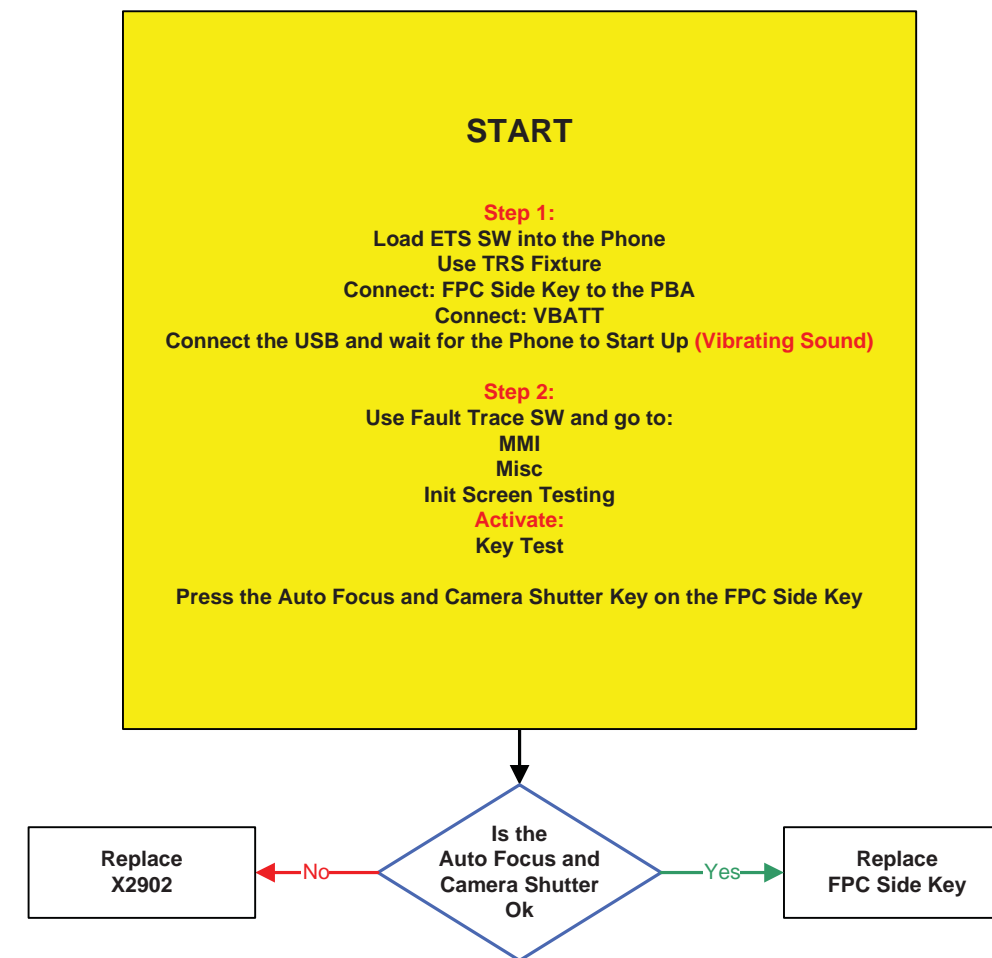 START
Step 1:
Load ETS SW into the Phone
Use TRS Fixture
Connect: FPC Side Key to the PBA
Connect: VBATT
Connect the USB and wait for the Phone to Start Up (Vibrating Sound)
Step 2:
Use Fault Trace SW and go to:
MMI
Misc
Init Screen Testing
Activate:
Key Test
Press the Auto Focus and Camera Shutter Key on the FPC Side Key
Is the
Auto Focus and
Camera Shutter
Ok
No
Replace
X2902
Yes
Replace
FPC Side Key